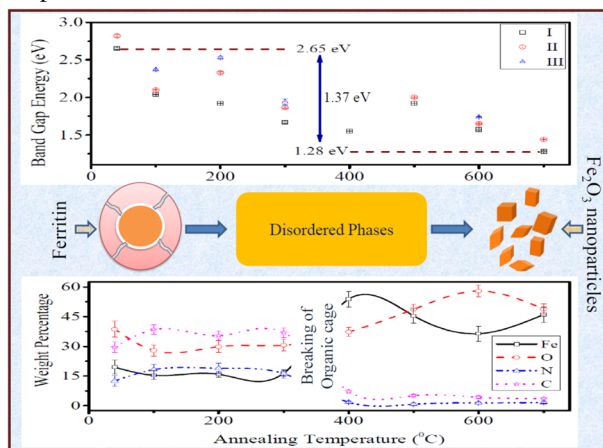 3.0
2.5
2.0
1.5
Band Gap Energy (eV)
I
II
III
2.65 eV
1.37 eV
1.28 eV
0 200 400 600 800
Ferritin
Disordered Phases
Fe₂O₃ nanoparticles
60
45
30
15
0
Weight Percentage
Breaking of
Organic cage
Fe
O
N
C
0 200 400 600 800
Annealing Temperature (°C)